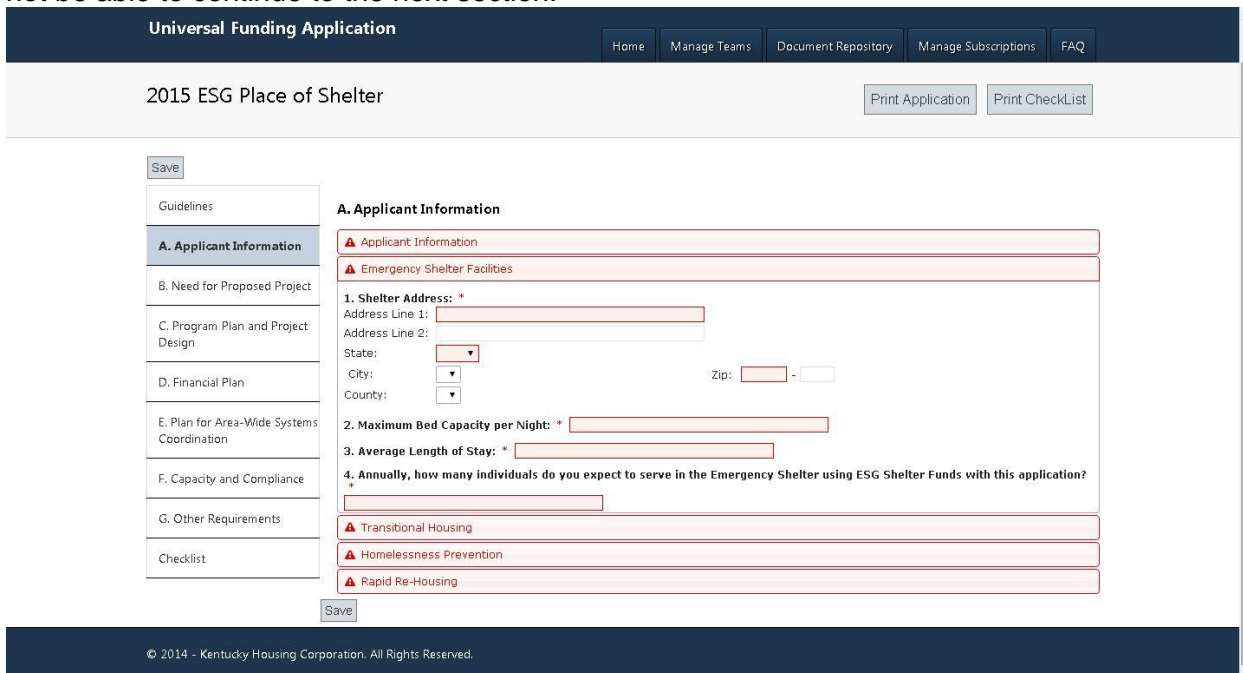 not be able to continue to the next section.
Universal Funding Application
Home Manage Teams Document Repository Manage Subscriptions FAQ
2015 ESG Place of Shelter
Print Application Print CheckList
Save
Guidelines
A. Applicant Information
B. Need for Proposed Project
C. Program Plan and Project
Design
D. Financial Plan
E. Plan for Area-Wide Systems
Coordination
F. Capacity and Compliance
G. Other Requirements
Checklist
A. Applicant Information
Applicant Information
Emergency Shelter Facilities
1. Shelter Address: *
Address Line 1:
Address Line 2:
State:
City: Zip: -
County:
2. Maximum Bed Capacity per Night: *
3. Average Length of Stay: *
4. Annually, how many individuals do you expect to serve in the Emergency Shelter using ESG Shelter Funds with this application?
*
Transitional Housing
Homelessness Prevention
Rapid Re-Housing
Save
© 2014 - Kentucky Housing Corporation. All Rights Reserved.